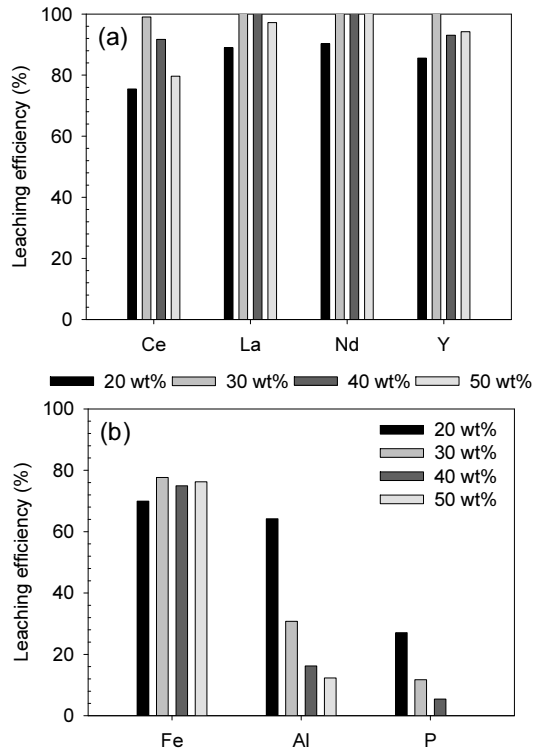 (a)
Leachimg efficiency (%)
100
80
60
40
20
0
Ce La Nd Y
20 wt% 30 wt% 40 wt% 50 wt%
(b)
Leaching efficiency (%)
100
80
60
40
20
0
20 wt%
30 wt%
40 wt%
50 wt%
Fe Al P